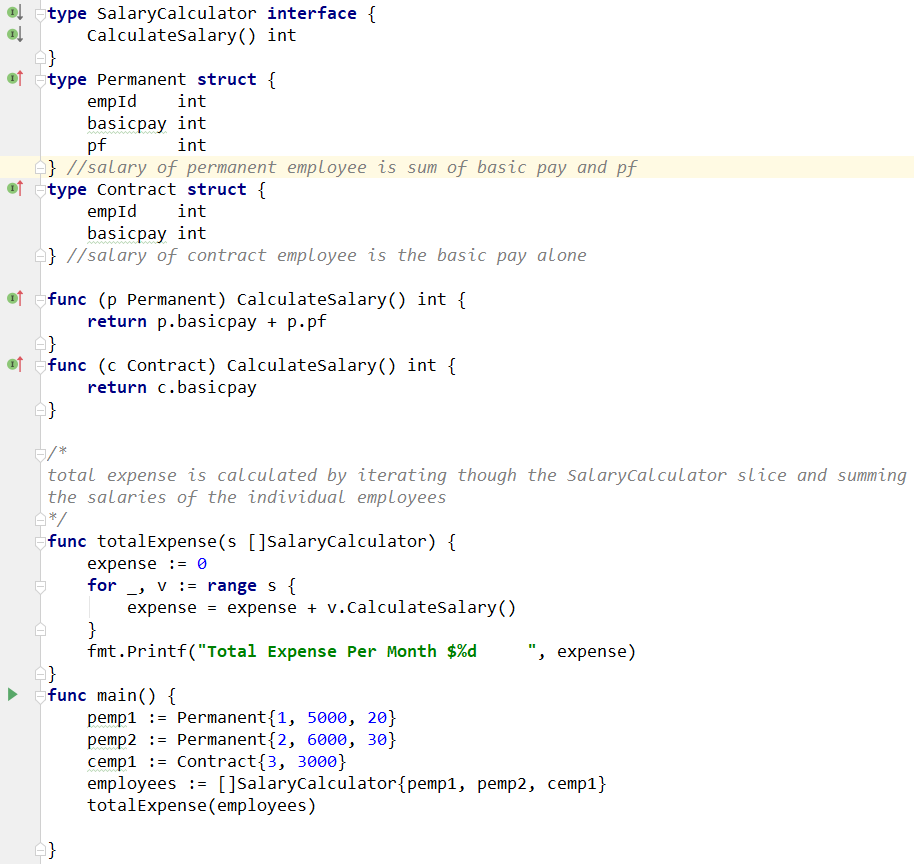 type SalaryCalculator interface {
    CalculateSalary() int
}
type Permanent struct {
    empId    int
    basicpay int
    pf       int
} //salary of permanent employee is sum of basic pay and pf
type Contract struct {
    empId    int
    basicpay int
} //salary of contract employee is the basic pay alone

func (p Permanent) CalculateSalary() int {
    return p.basicpay + p.pf
}
func (c Contract) CalculateSalary() int {
    return c.basicpay
}

/*
total expense is calculated by iterating though the SalaryCalculator slice and summing
the salaries of the individual employees
*/
func totalExpense(s []SalaryCalculator) {
    expense := 0
    for _, v := range s {
        expense = expense + v.CalculateSalary()
    }
    fmt.Printf("Total Expense Per Month $%d     ", expense)
}
func main() {
    pemp1 := Permanent{1, 5000, 20}
    pemp2 := Permanent{2, 6000, 30}
    cemp1 := Contract{3, 3000}
    employees := []SalaryCalculator{pemp1, pemp2, cemp1}
    totalExpense(employees)

}